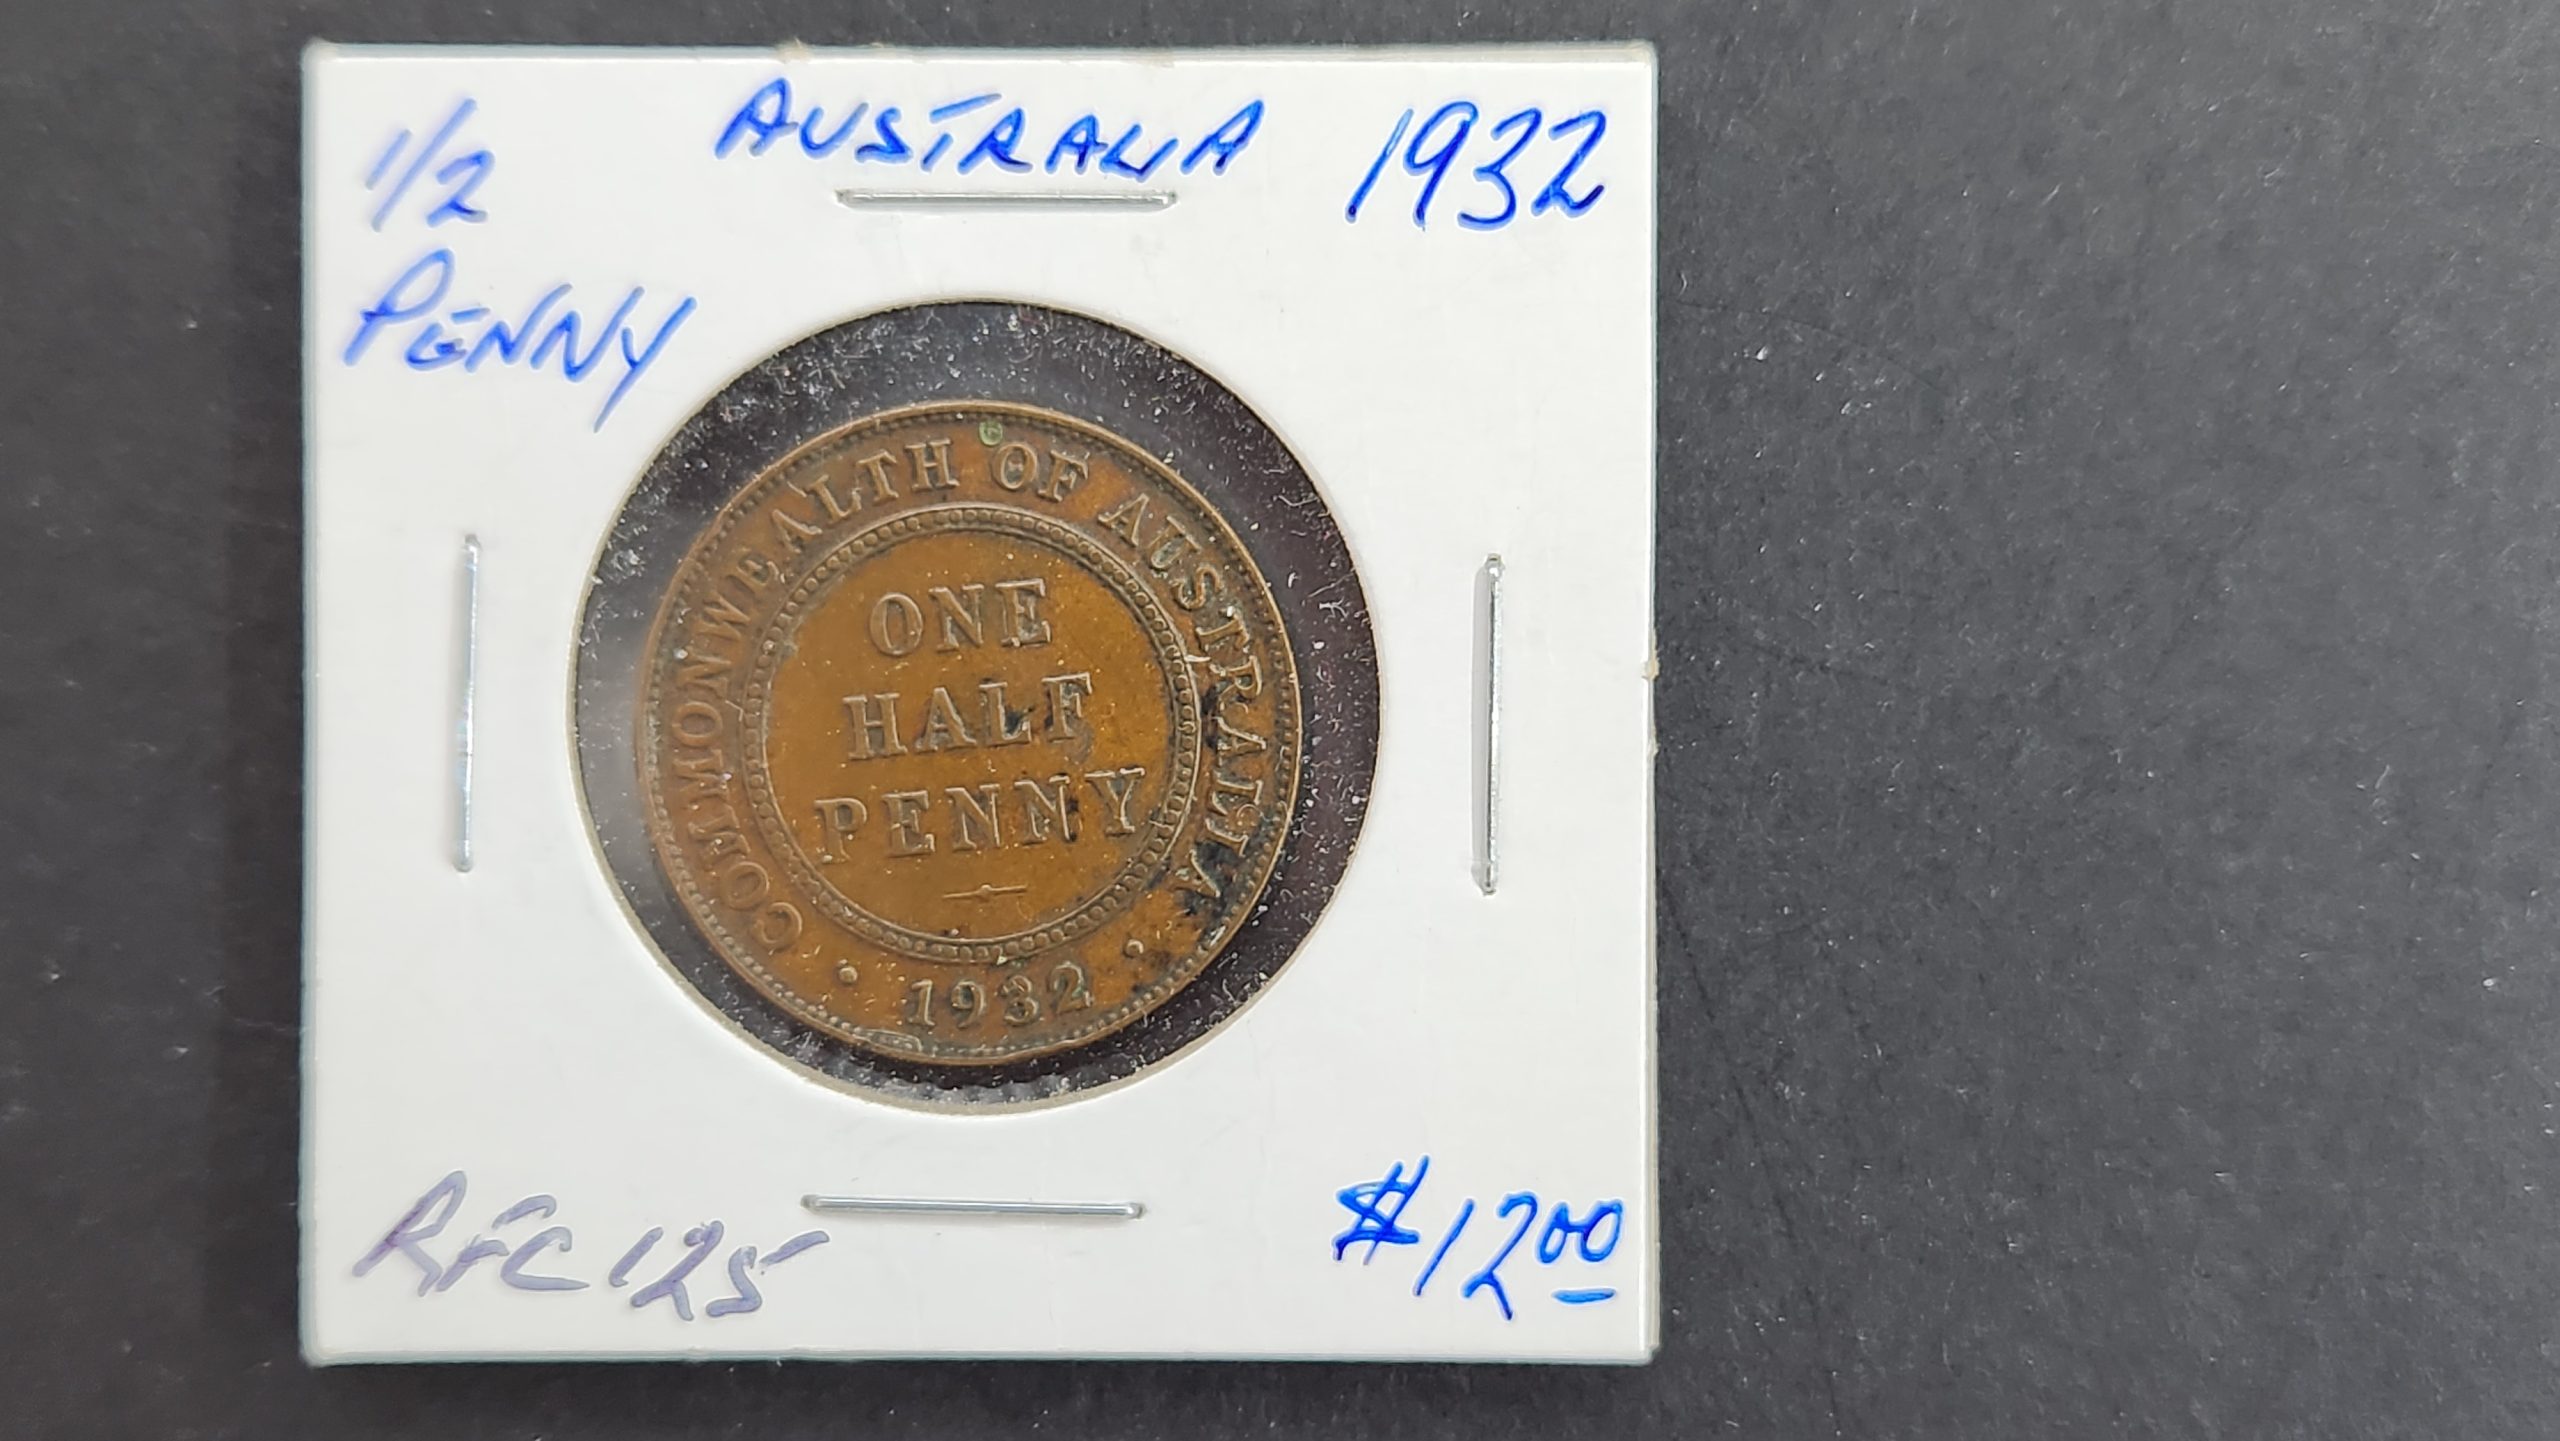 AUSTRALIA 1932
1/2
PENNY
COMMONWEALTH OF AUSTRALIA
ONE
HALF
PENNY
· 1932 ·
RFC 125
$12.00